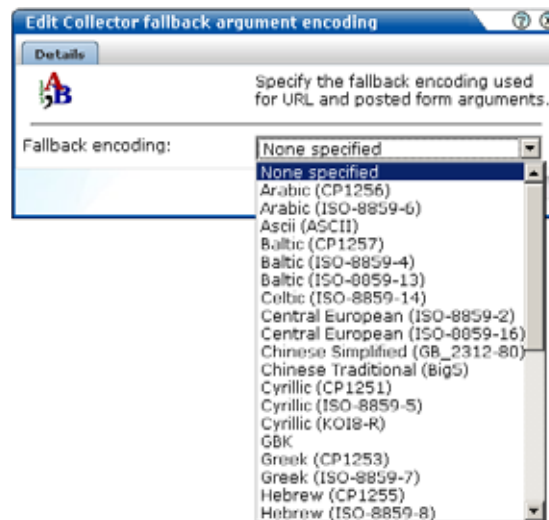 Edit Collector fallback argument encoding
Details
Specify the fallback encoding used
for URL and posted form arguments.
Fallback encoding:
None specified
None specified
Arabic (CP1256)
Arabic (ISO-8859-6)
Ascii (ASCII)
Baltic (CP1257)
Baltic (ISO-8859-4)
Baltic (ISO-8859-13)
Celtic (ISO-8859-14)
Central European (ISO-8859-2)
Central European (ISO-8859-16)
Chinese Simplified (GB_2312-80)
Chinese Traditional (Big5)
Cyrillic (CP1251)
Cyrillic (ISO-8859-5)
Cyrillic (KOI8-R)
GBK
Greek (CP1253)
Greek (ISO-8859-7)
Hebrew (CP1255)
Hebrew (ISO-8859-8)